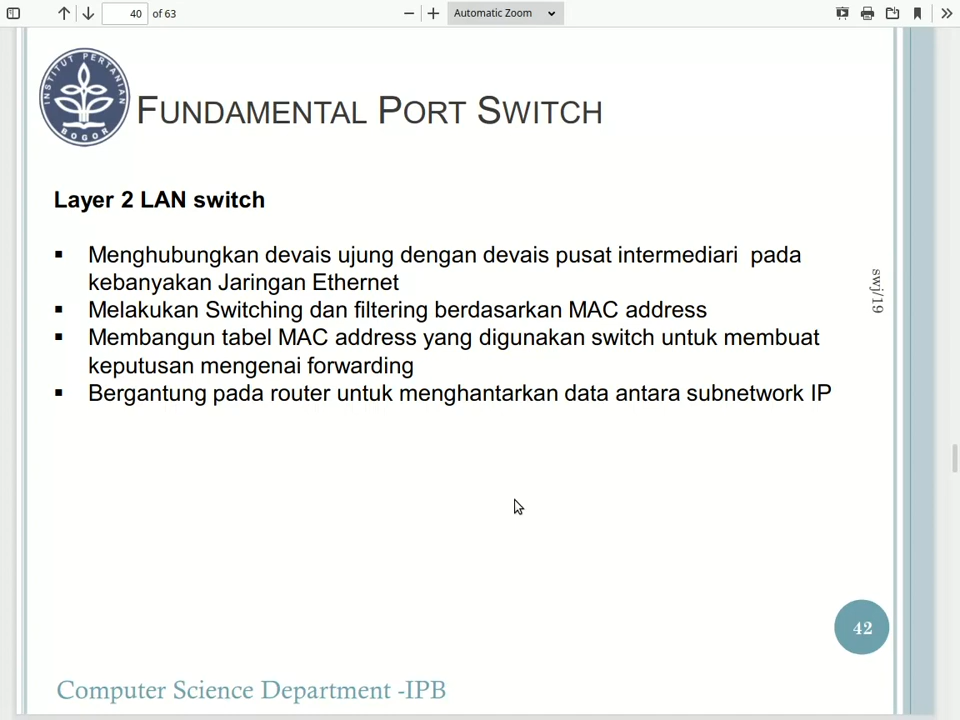 40 of 63
Automatic Zoom
INSTITUT PERTANIAN
BOGOR
FUNDAMENTAL PORT SWITCH
Layer 2 LAN switch
▪ Menghubungkan devais ujung dengan devais pusat intermediari pada
kebanyakan Jaringan Ethernet
▪ Melakukan Switching dan filtering berdasarkan MAC address
▪ Membangun tabel MAC address yang digunakan switch untuk membuat
keputusan mengenai forwarding
▪ Bergantung pada router untuk menghantarkan data antara subnetwork IP
swj/19
42
Computer Science Department -IPB